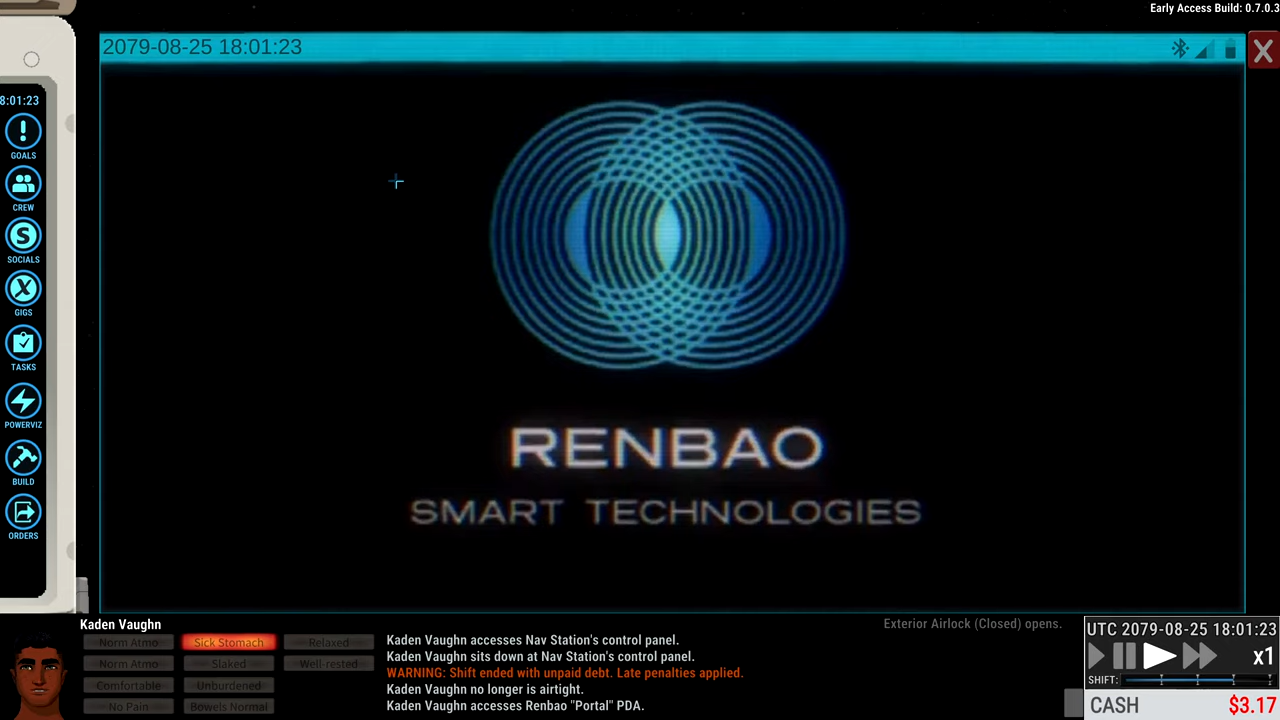 Early Access Build: 0.7.0.3
2079-08-25 18:01:23
8:01:23
GOALS
CREW
SOCIALS
GIGS
TASKS
POWERVIZ
BUILD
ORDERS
RENBAO
SMART TECHNOLOGIES
Kaden Vaughn
Norm Atmo
Sick Stomach
Relaxed
Norm Atmo
Slaked
Well-rested
Comfortable
Unburdened
No Pain
Bowels Normal
Exterior Airlock (Closed) opens.
Kaden Vaughn accesses Nav Station's control panel.
Kaden Vaughn sits down at Nav Station's control panel.
WARNING: Shift ended with unpaid debt. Late penalties applied.
Kaden Vaughn no longer is airtight.
Kaden Vaughn accesses Renbao "Portal" PDA.
UTC 2079-08-25 18:01:23
x1
SHIFT:
CASH $3.17